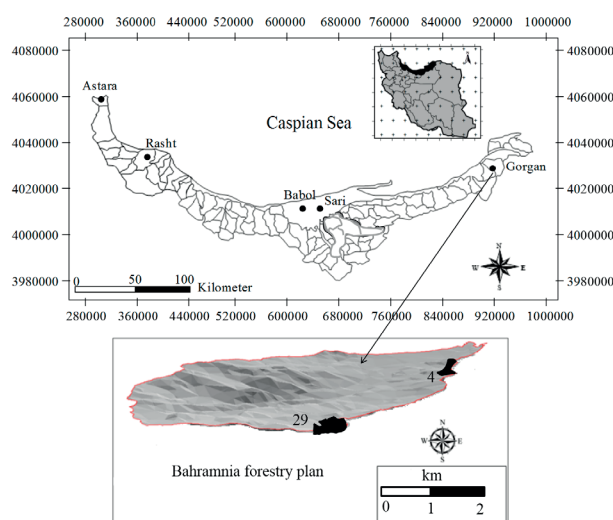 280000 360000 440000 520000 600000 680000 760000 840000 920000 1000000
4080000 4080000
4060000 4060000
4040000 4040000
4020000 4020000
4000000 4000000
3980000 3980000
Astara
Rasht
Caspian Sea
Babol Sari
Gorgan
N
W E
S
0 50 100
Kilometer
280000 360000 440000 520000 600000 680000 760000 840000 920000 1000000
4
29
N
W E
S
Bahramnia forestry plan
km
0 1 2